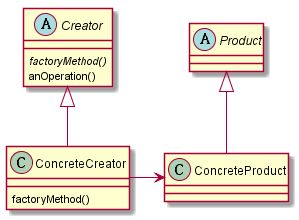 A Creator
factoryMethod()
anOperation()
A Product
C ConcreteCreator
factoryMethod()
C ConcreteProduct